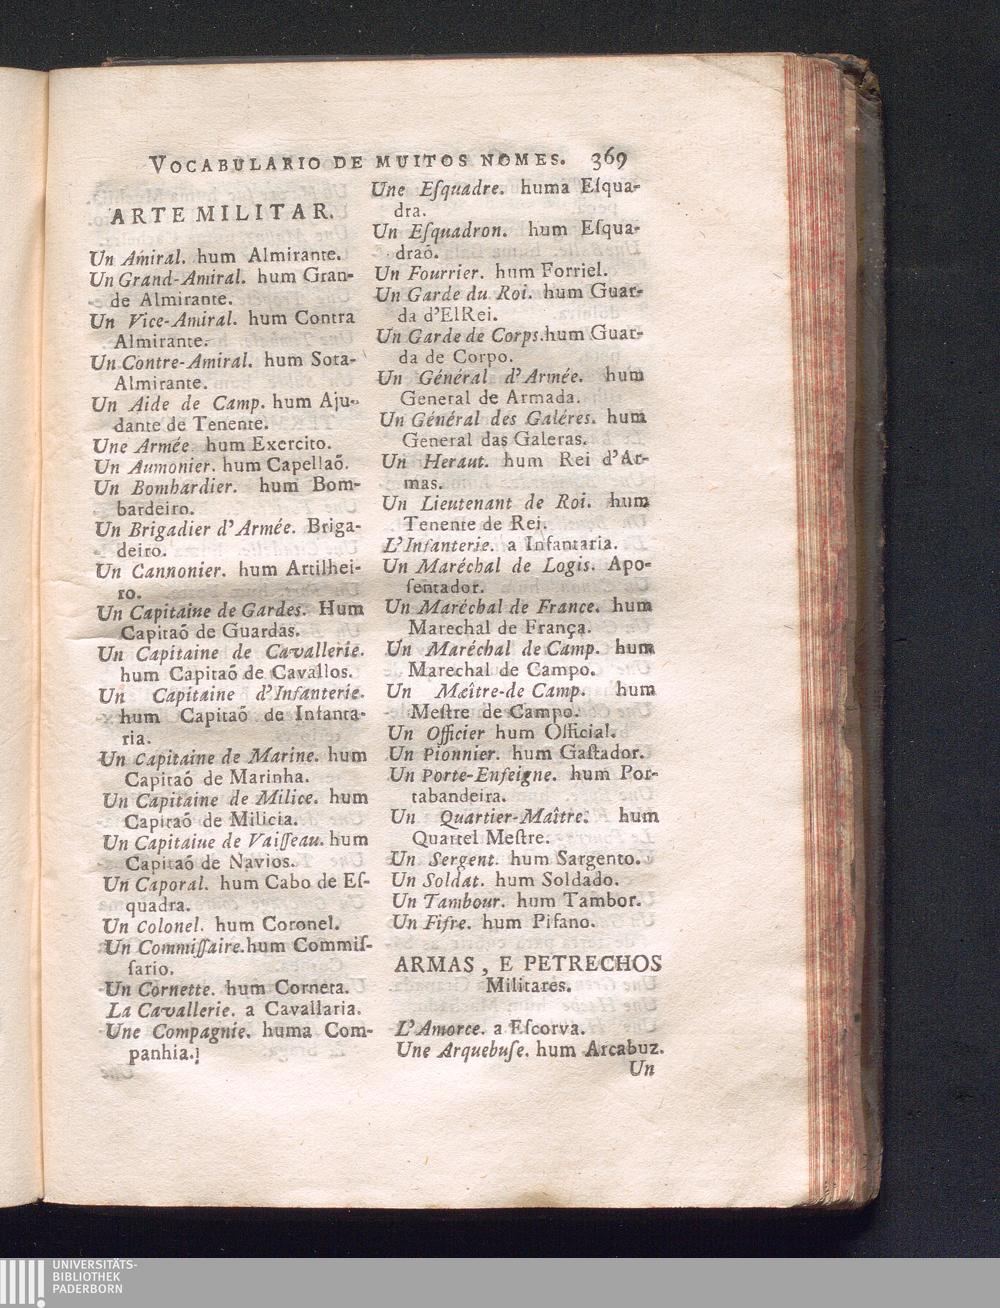 VOCABULARIO DE MUITOS NOMES. 369
ARTE MILITAR.
Un Amiral. hum Almirante.
Un Grand-Amiral. hum Gran-
de Almirante.
Un Vice-Amiral. hum Contra
Almirante.
Un Contre-Amiral. hum Sota-
Almirante.
Un Aide de Camp. hum Aju-
dante de Tenente.
Une Armée. hum Exercito.
Un Aumonier. hum Capellaõ.
Un Bombardier. hum Bom-
bardeiro.
Un Brigadier d'Armée. Briga-
deiro.
Un Cannonier. hum Artilhei-
ro.
Un Capitaine de Gardes. Hum
Capitaõ de Guardas.
Un Capitaine de Cavallerie.
hum Capitaõ de Cavallos.
Un Capitaine d'Infanterie.
hum Capitaõ de Infanta-
ria.
Un Capitaine de Marine. hum
Capitaõ de Marinha.
Un Capitaine de Milice. hum
Capitaõ de Milicia.
Un Capitaiue de Vaiſſeau. hum
Capitaõ de Navios.
Un Caporal. hum Cabo de Eſ-
quadra.
Un Colonel. hum Coronel.
Un Commiſſaire. hum Commiſ-
ſario.
Un Cornette. hum Corneta.
La Cavallerie. a Cavallaria.
Une Compagnie. huma Com-
panhia.]
Une Eſquadre. huma Eſqua-
dra.
Un Eſquadron. hum Eſqua-
draõ.
Un Fourrier. hum Forriel.
Un Garde du Roi. hum Guar-
da d'ElRei.
Un Garde de Corps. hum Guar-
da de Corpo.
Un Général d'Armée. hum
General de Armada.
Un Général des Galéres. hum
General das Galeras.
Un Heraut. hum Rei d'Ar-
mas.
Un Lieutenant de Roi. hum
Tenente de Rei.
L'Infanterie. a Infantaria.
Un Maréchal de Logis. Apo-
ſentador.
Un Maréchal de France. hum
Marechal de França.
Un Maréchal de Camp. hum
Marechal de Campo.
Un Mæître-de Camp. hum
Meſtre de Campo.
Un Officier hum Official.
Un Pionnier. hum Gaſtador.
Un Porte-Enſeigne. hum Por-
tabandeira.
Un Quartier-Maître. hum
Quartel Meſtre.
Un Sergent. hum Sargento.
Un Soldat. hum Soldado.
Un Tambour. hum Tambor.
Un Fifre. hum Pifano.
ARMAS, E PETRECHOS
Militares.
L'Amorce. a Eſcorva.
Une Arquebuſe. hum Arcabuz.
Un
UNIVERSITÄTS-
BIBLIOTHEK
PADERBORN